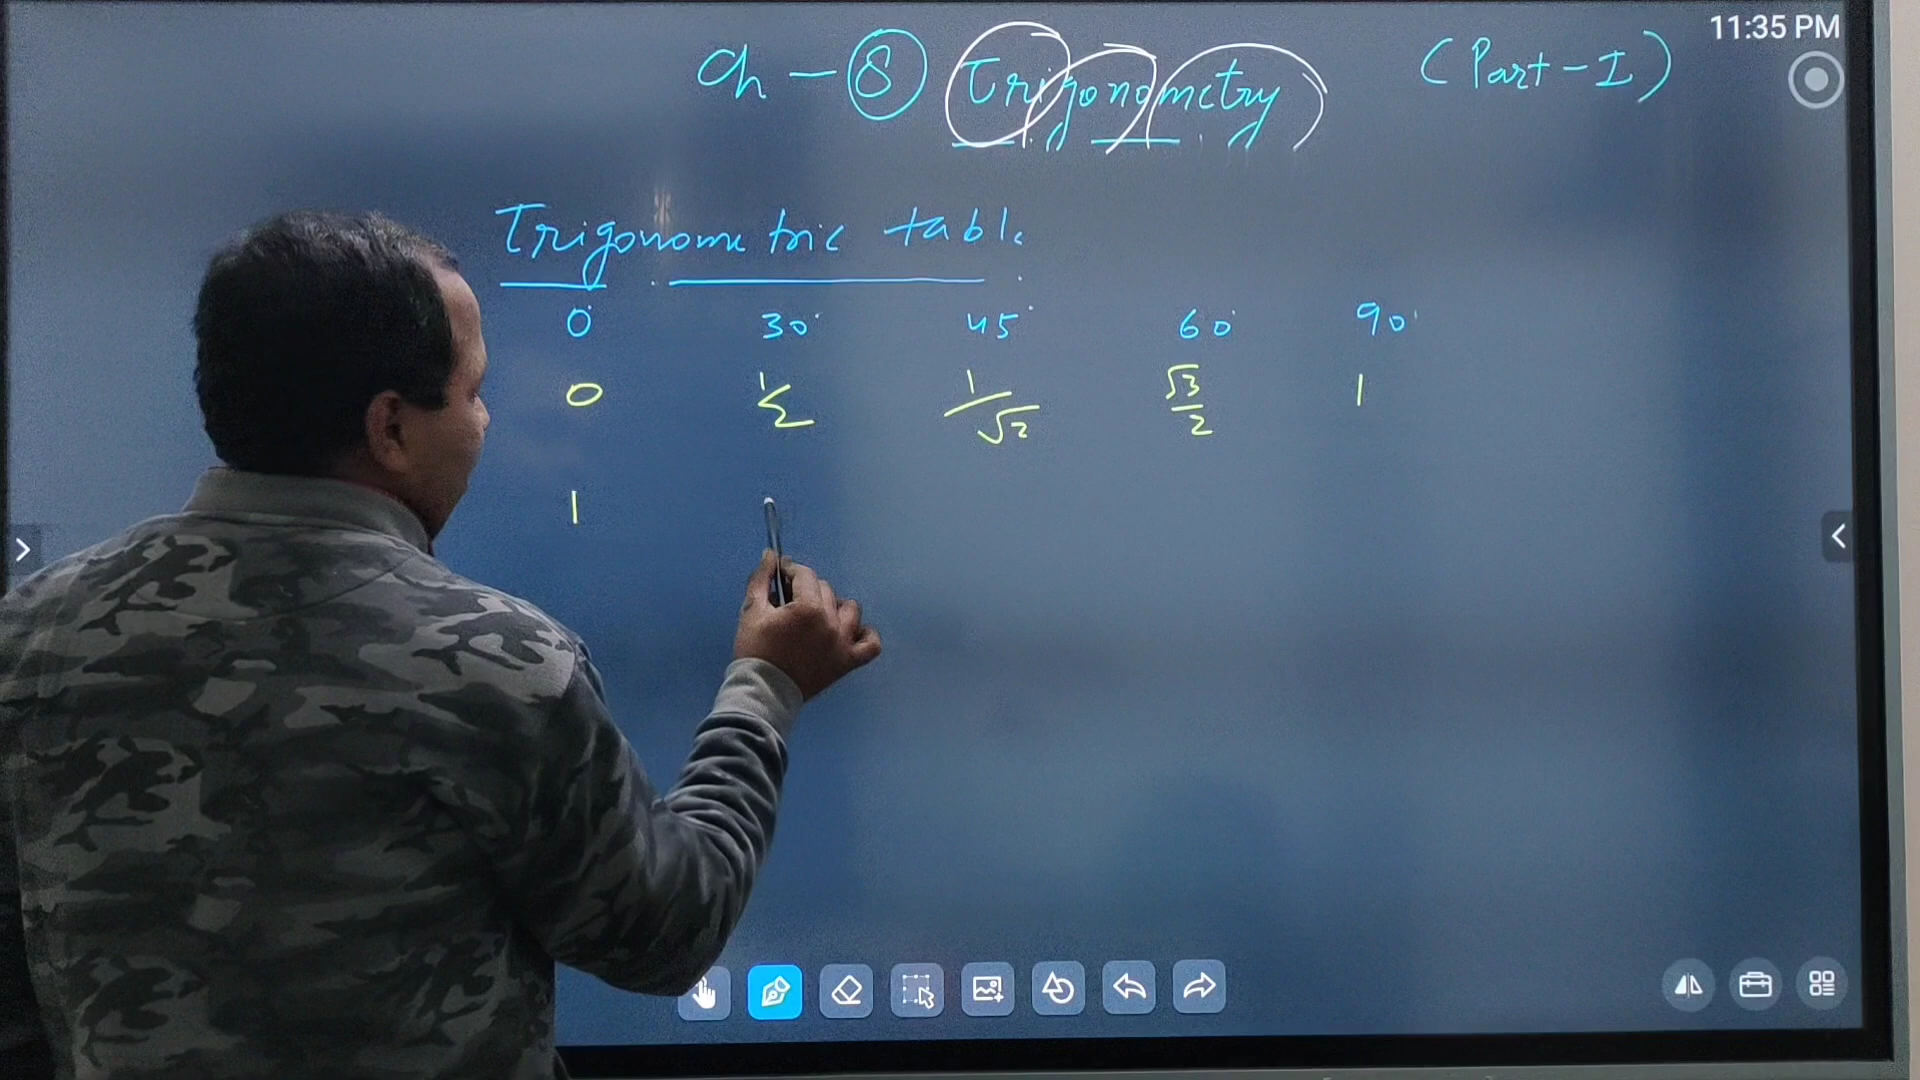 11:35 PM
Ch - 8 Trigonometry (Part - I)
Trigonometric table
0° 30° 45° 60° 90°
0 1/2 1/√2 √3/2 1
1